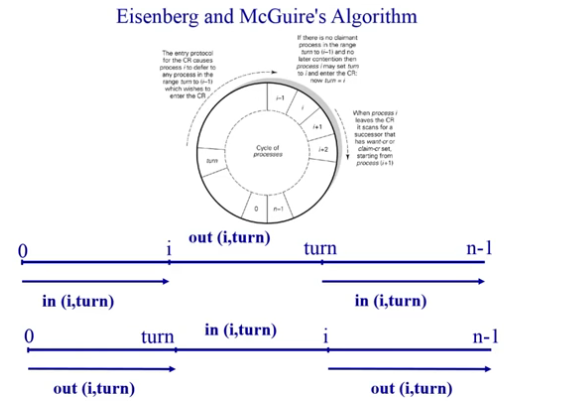 Eisenberg and McGuire's Algorithm
If there is no claimant
process in the range
turn to (i–1) and no
later contention then
process i may set turn
to i and enter the CR:
now turn = i
The entry protocol
for the CR causes
process i to defer to
any process in the
range turn to (i–1)
which wishes to
enter the CR
When process i
leaves the CR
it scans for a
successor that
has want-cr or
claim-cr set,
starting from
process (i+1)
i–1
i
i+1
i+2
Cycle of
processes
turn
0
n–1
out (i,turn)
0
i
turn
n-1
in (i,turn)
in (i,turn)
in (i,turn)
0
turn
i
n-1
out (i,turn)
out (i,turn)